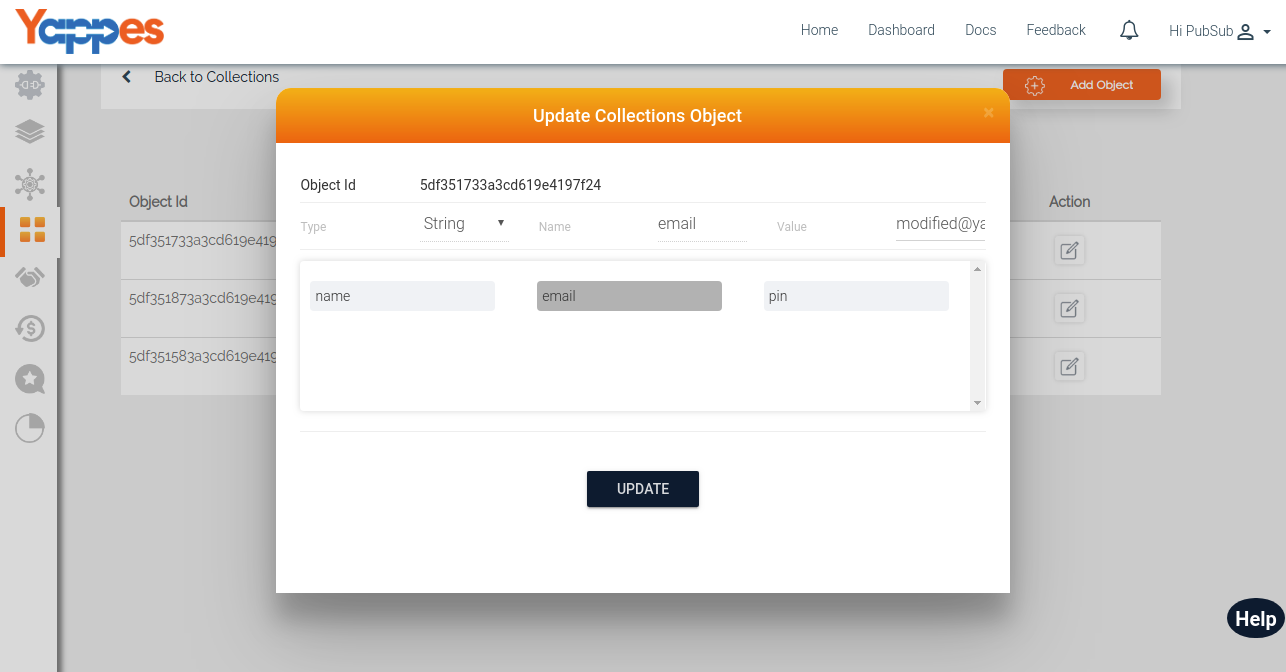 Yappes
Home Dashboard Docs Feedback Hi PubSub
Back to Collections
Add Object
Update Collections Object ×
Object Id 5df351733a3cd619e4197f24
Object Id Action
Type String Name email Value modified@ya
5df351733a3cd619e419
name email pin
5df351873a3cd619e419
5df351583a3cd619e419
UPDATE
Help